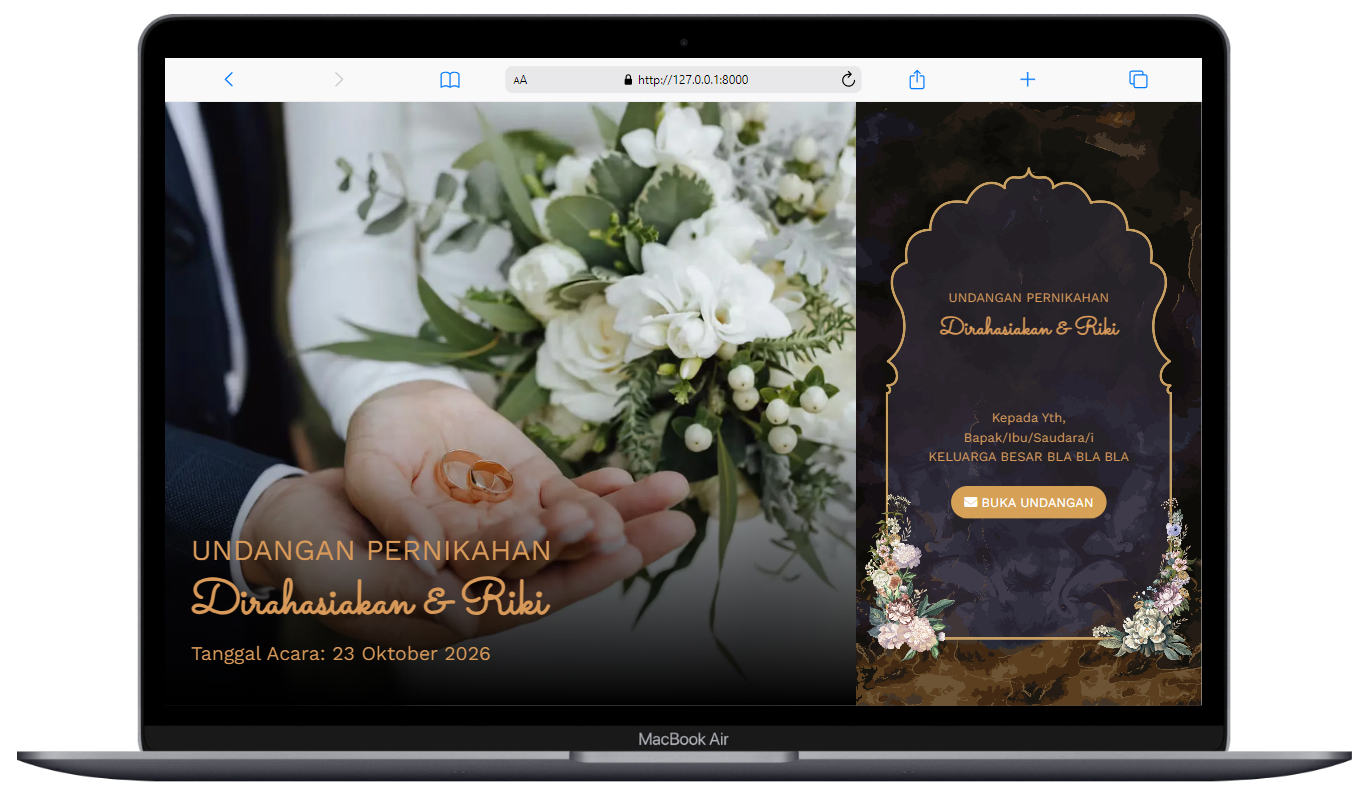 AA http://127.0.0.1:8000
UNDANGAN PERNIKAHAN
Dirahasiakan & Riki
Tanggal Acara: 23 Oktober 2026
UNDANGAN PERNIKAHAN
Dirahasiakan & Riki
Kepada Yth,
Bapak/Ibu/Saudara/i
KELUARGA BESAR BLA BLA BLA
BUKA UNDANGAN
MacBook Air